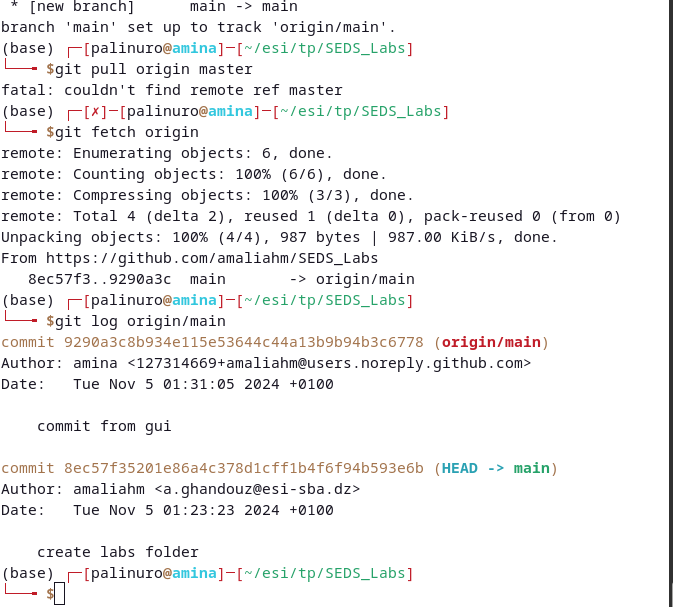 * [new branch]      main -> main
branch 'main' set up to track 'origin/main'.
(base) ┌─[palinuro@amina]─[~/esi/tp/SEDS_Labs]
└──╼ $git pull origin master
fatal: couldn't find remote ref master
(base) ┌─[✗]─[palinuro@amina]─[~/esi/tp/SEDS_Labs]
└──╼ $git fetch origin
remote: Enumerating objects: 6, done.
remote: Counting objects: 100% (6/6), done.
remote: Compressing objects: 100% (3/3), done.
remote: Total 4 (delta 2), reused 1 (delta 0), pack-reused 0 (from 0)
Unpacking objects: 100% (4/4), 987 bytes | 987.00 KiB/s, done.
From https://github.com/amaliahm/SEDS_Labs
   8ec57f3..9290a3c  main       -> origin/main
(base) ┌─[palinuro@amina]─[~/esi/tp/SEDS_Labs]
└──╼ $git log origin/main
commit 9290a3c8b934e115e53644c44a13b9b94b3c6778 (origin/main)
Author: amina <127314669+amaliahm@users.noreply.github.com>
Date:   Tue Nov 5 01:31:05 2024 +0100
    commit from gui
commit 8ec57f35201e86a4c378d1cff1b4f6f94b593e6b (HEAD -> main)
Author: amaliahm <a.ghandouz@esi-sba.dz>
Date:   Tue Nov 5 01:23:23 2024 +0100
    create labs folder
(base) ┌─[palinuro@amina]─[~/esi/tp/SEDS_Labs]
└──╼ $